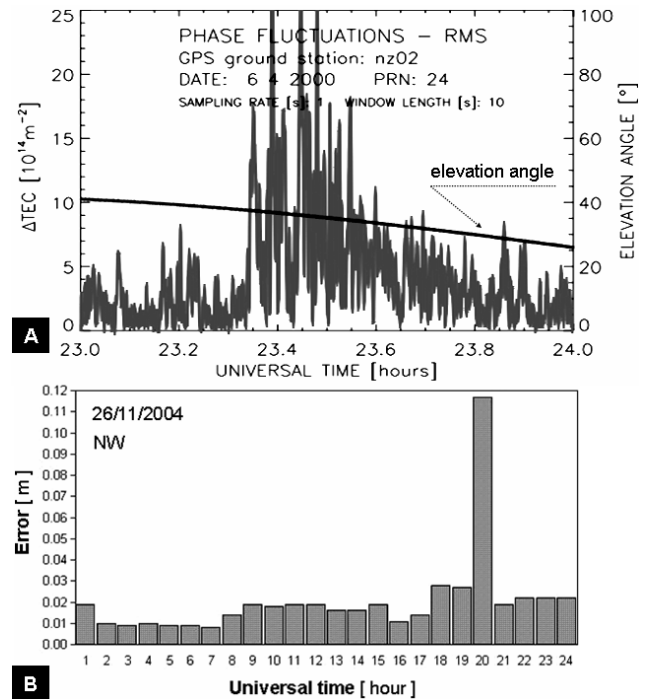 PHASE FLUCTUATIONS – RMS
GPS ground station: nz02
DATE: 6 4 2000 PRN: 24
SAMPLING RATE [s]: 1 WINDOW LENGTH [s]: 10
25
20
15
10
5
0
ΔTEC [10¹⁴m⁻²]
100
80
60
40
20
0
ELEVATION ANGLE [°]
elevation angle
A
23.0 23.2 23.4 23.6 23.8 24.0
UNIVERSAL TIME [hours]
26/11/2004
NW
0.12
0.11
0.10
0.09
0.08
0.07
0.06
0.05
0.04
0.03
0.02
0.01
0.00
Error [ m ]
1 2 3 4 5 6 7 8 9 10 11 12 13 14 15 16 17 18 19 20 21 22 23 24
B
Universal time [ hour ]